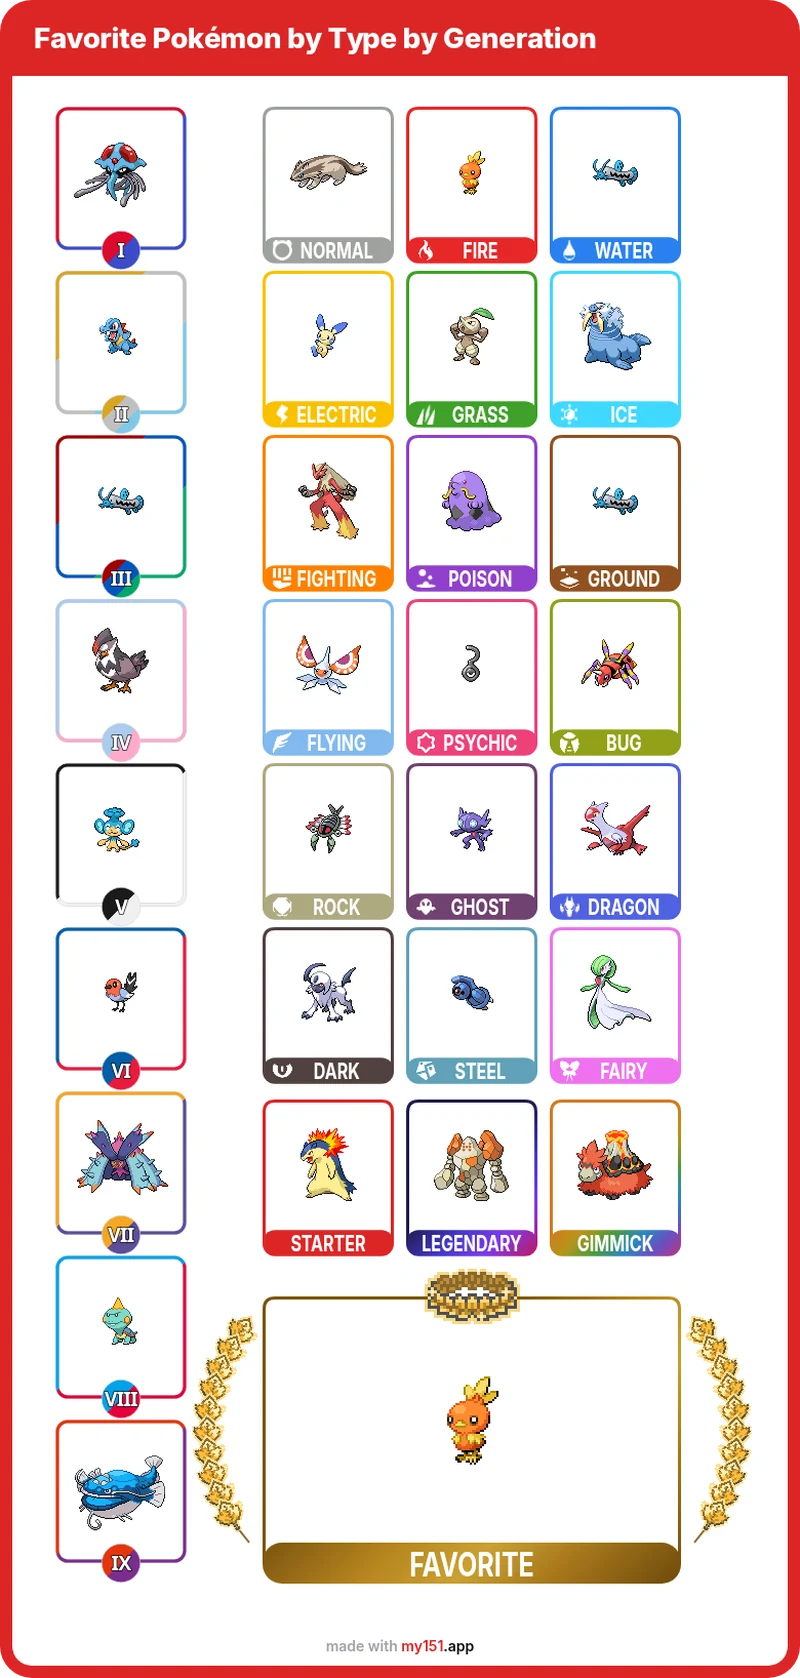 Favorite Pokémon by Type by Generation
I
NORMAL
FIRE
WATER
II
ELECTRIC
GRASS
ICE
III
FIGHTING
POISON
GROUND
IV
FLYING
PSYCHIC
BUG
V
ROCK
GHOST
DRAGON
VI
DARK
STEEL
FAIRY
VII
STARTER
LEGENDARY
GIMMICK
VIII
IX
FAVORITE
made with my151.app